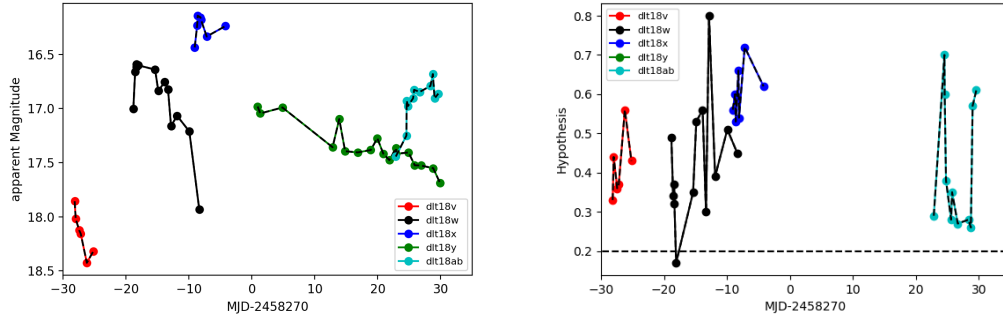 apparent Magnitude
16.5
17.0
17.5
18.0
18.5
−30
−20
−10
0
10
20
30
MJD-2458270
dlt18v
dlt18w
dlt18x
dlt18y
dlt18ab
Hypothesis
0.8
0.7
0.6
0.5
0.4
0.3
0.2
−30
−20
−10
0
10
20
30
MJD-2458270
dlt18v
dlt18w
dlt18x
dlt18y
dlt18ab